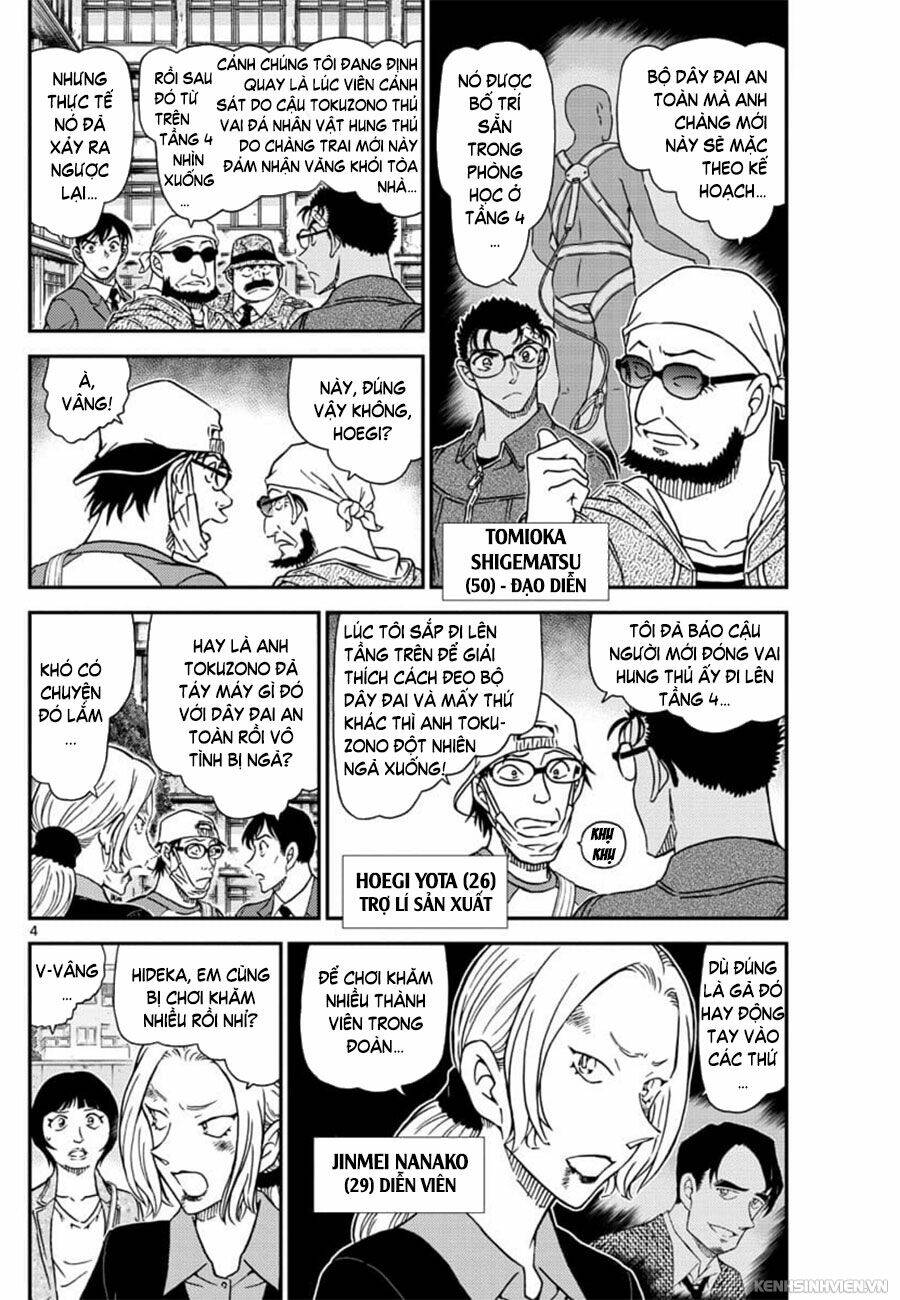 BỘ DÂY ĐAI AN
TOÀN MÀ ANH
CHÀNG MỚI
NÀY SẼ MẶC
THEO KẾ
HOẠCH...
NÓ ĐƯỢC
BỐ TRÍ
SẴN TRONG
PHÒNG
HỌC Ở
TẦNG 4
...
TOMIOKA
SHIGEMATSU
(50) - ĐẠO DIỄN
CẢNH CHÚNG TÔI ĐANG ĐỊNH
QUAY LÀ LÚC VIÊN CẢNH
SÁT DO CẬU TOKUZONO THỦ
VAI ĐÁ NHÂN VẬT HUNG THỦ
DO CHÀNG TRAI MỚI NÀY
ĐẢM NHẬN VĂNG KHỎI TÒA
NHÀ...
RỒI SAU
ĐÓ TỪ
TRÊN
TẦNG 4
NHÌN
XUỐNG
...
NHƯNG
THỰC TẾ
NÓ ĐÃ
XẢY RA
NGƯỢC
LẠI...
NÀY, ĐÚNG
VẬY KHÔNG,
HOEGI?
À,
VÂNG!
TÔI ĐÃ BẢO CẬU
NGƯỜI MỚI ĐÓNG VAI
HUNG THỦ ẤY ĐI LÊN
TẦNG 4...
LÚC TÔI SẮP ĐI LÊN
TẦNG TRÊN ĐỂ GIẢI
THÍCH CÁCH ĐEO BỘ
DÂY ĐAI VÀ MẤY THỨ
KHÁC THÌ ANH TOKU-
ZONO ĐỘT NHIÊN
NGÃ XUỐNG!
KHỤ
KHỤ
HOEGI YOTA (26)
TRỢ LÍ SẢN XUẤT
HAY LÀ ANH
TOKUZONO ĐÃ
TÁY MÁY GÌ ĐÓ
VỚI DÂY ĐAI AN
TOÀN RỒI VÔ
TÌNH BỊ NGÃ?
KHÓ CÓ
CHUYỆN
ĐÓ LẮM
...
4
DÙ ĐÚNG
LÀ GÃ ĐÓ
HAY ĐỘNG
TAY VÀO
CÁC THỨ
...
ĐỂ CHƠI KHĂM
NHIỀU THÀNH
VIÊN TRONG
ĐOÀN...
JINMEI NANAKO
(29) DIỄN VIÊN
HIDEKA, EM CŨNG
BỊ CHƠI KHĂM
NHIỀU RỒI NHỈ?
V-VÂNG
...
KENHSINHVIEN.VN